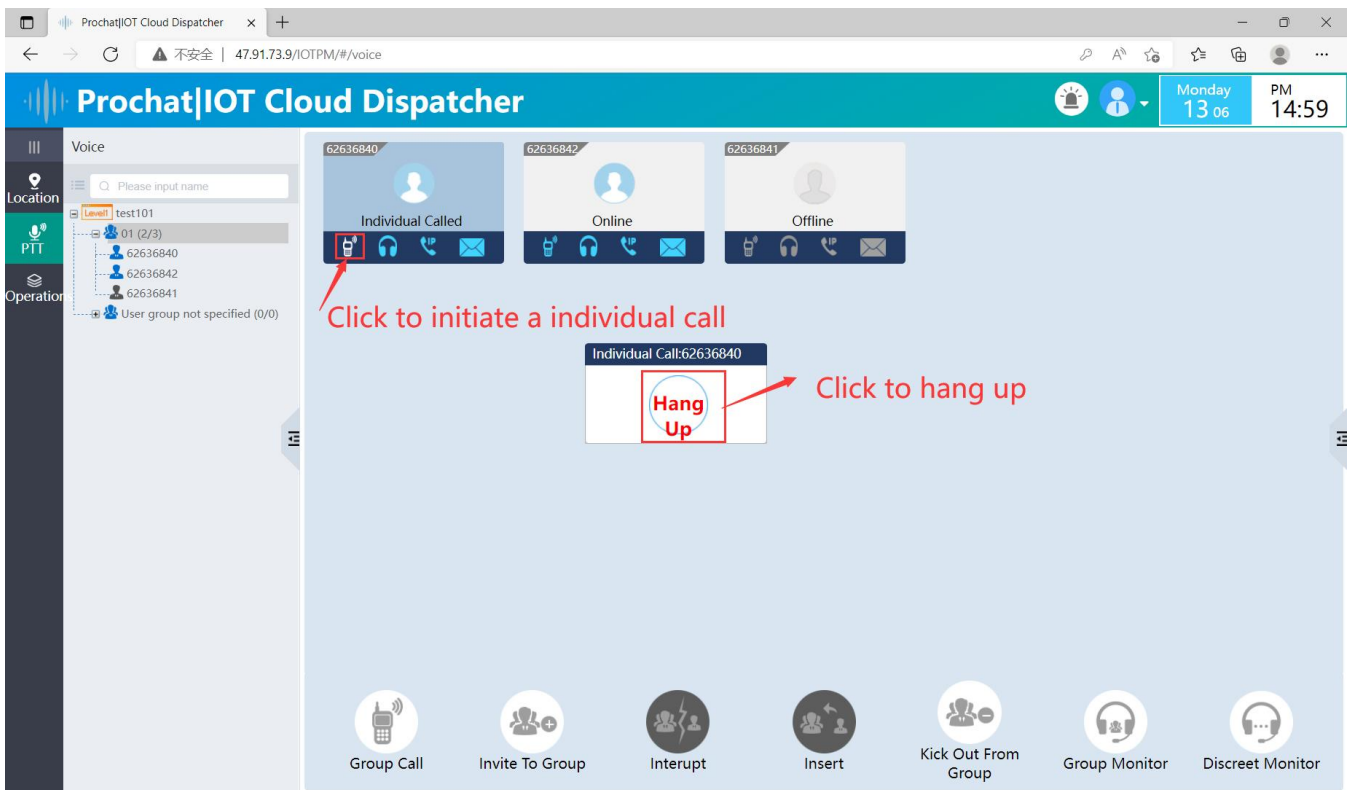 Prochat|IOT Cloud Dispatcher
不安全 | 47.91.73.9/IOTPM/#/voice
Prochat|IOT Cloud Dispatcher
Monday
13 06
PM
14:59
Location
PTT
Operation
Voice
Please input name
Level1 test101
01 (2/3)
62636840
62636842
62636841
User group not specified (0/0)
62636840
Individual Called
62636842
Online
62636841
Offline
IP
IP
IP
Click to initiate a individual call
Individual Call:62636840
Hang
Up
Click to hang up
Group Call
Invite To Group
Interupt
Insert
Kick Out From
Group
Group Monitor
Discreet Monitor